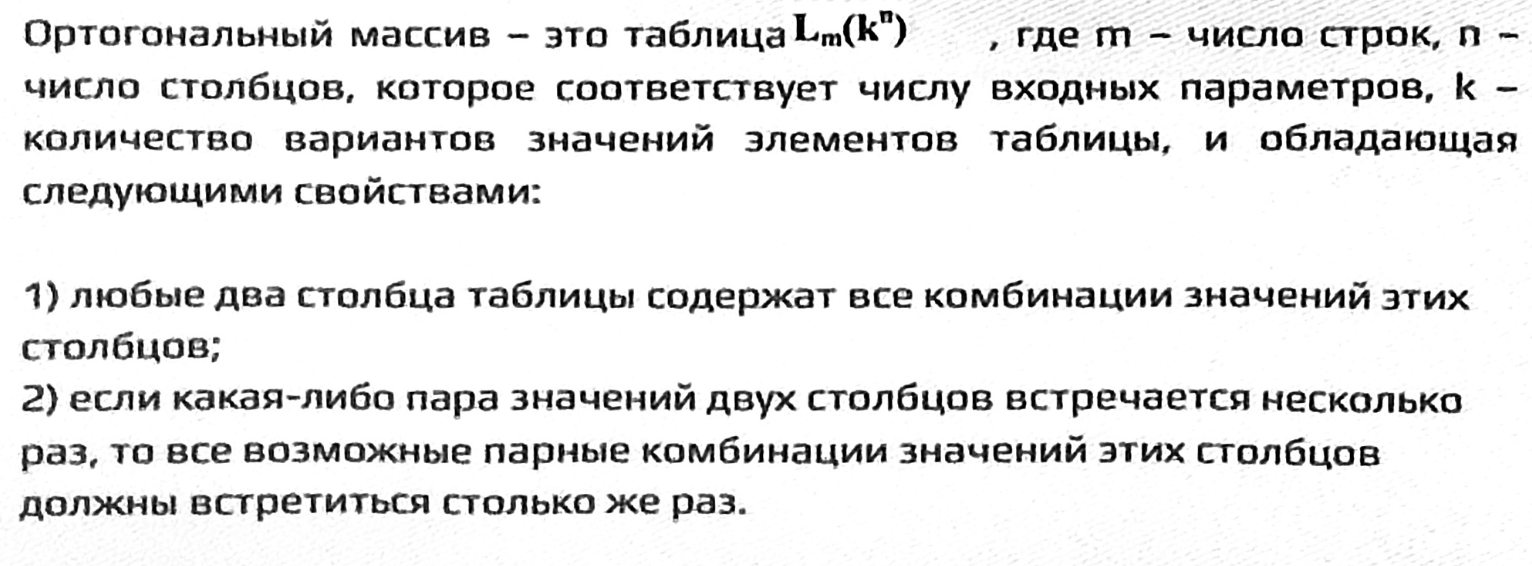 Ортогональный массив – это таблица Lₘ(kⁿ) , где m – число строк, n –
число столбцов, которое соответствует числу входных параметров, k –
количество вариантов значений элементов таблицы, и обладающая
следующими свойствами:
1) любые два столбца таблицы содержат все комбинации значений этих
столбцов;
2) если какая-либо пара значений двух столбцов встречается несколько
раз, то все возможные парные комбинации значений этих столбцов
должны встретиться столько же раз.